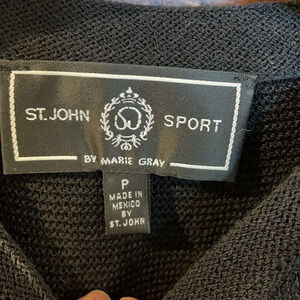 ST. JOHN SPORT
BY MARIE GRAY
P
MADE IN
MEXICO
BY
ST. JOHN